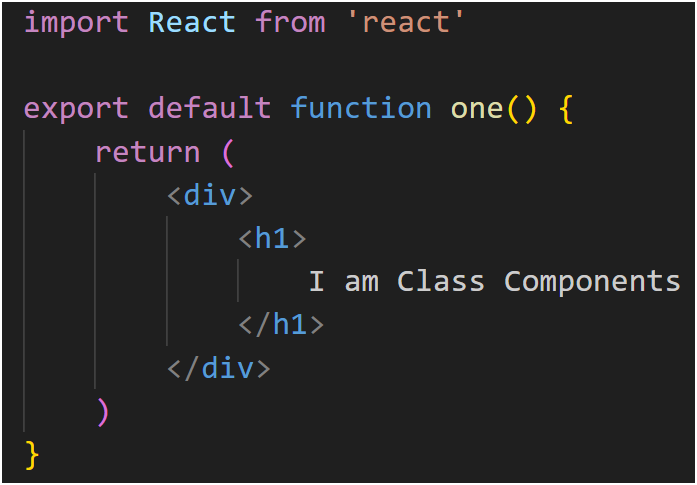 import React from 'react'
export default function one() {
return (
<div>
<h1>
I am Class Components
</h1>
</div>
)
}